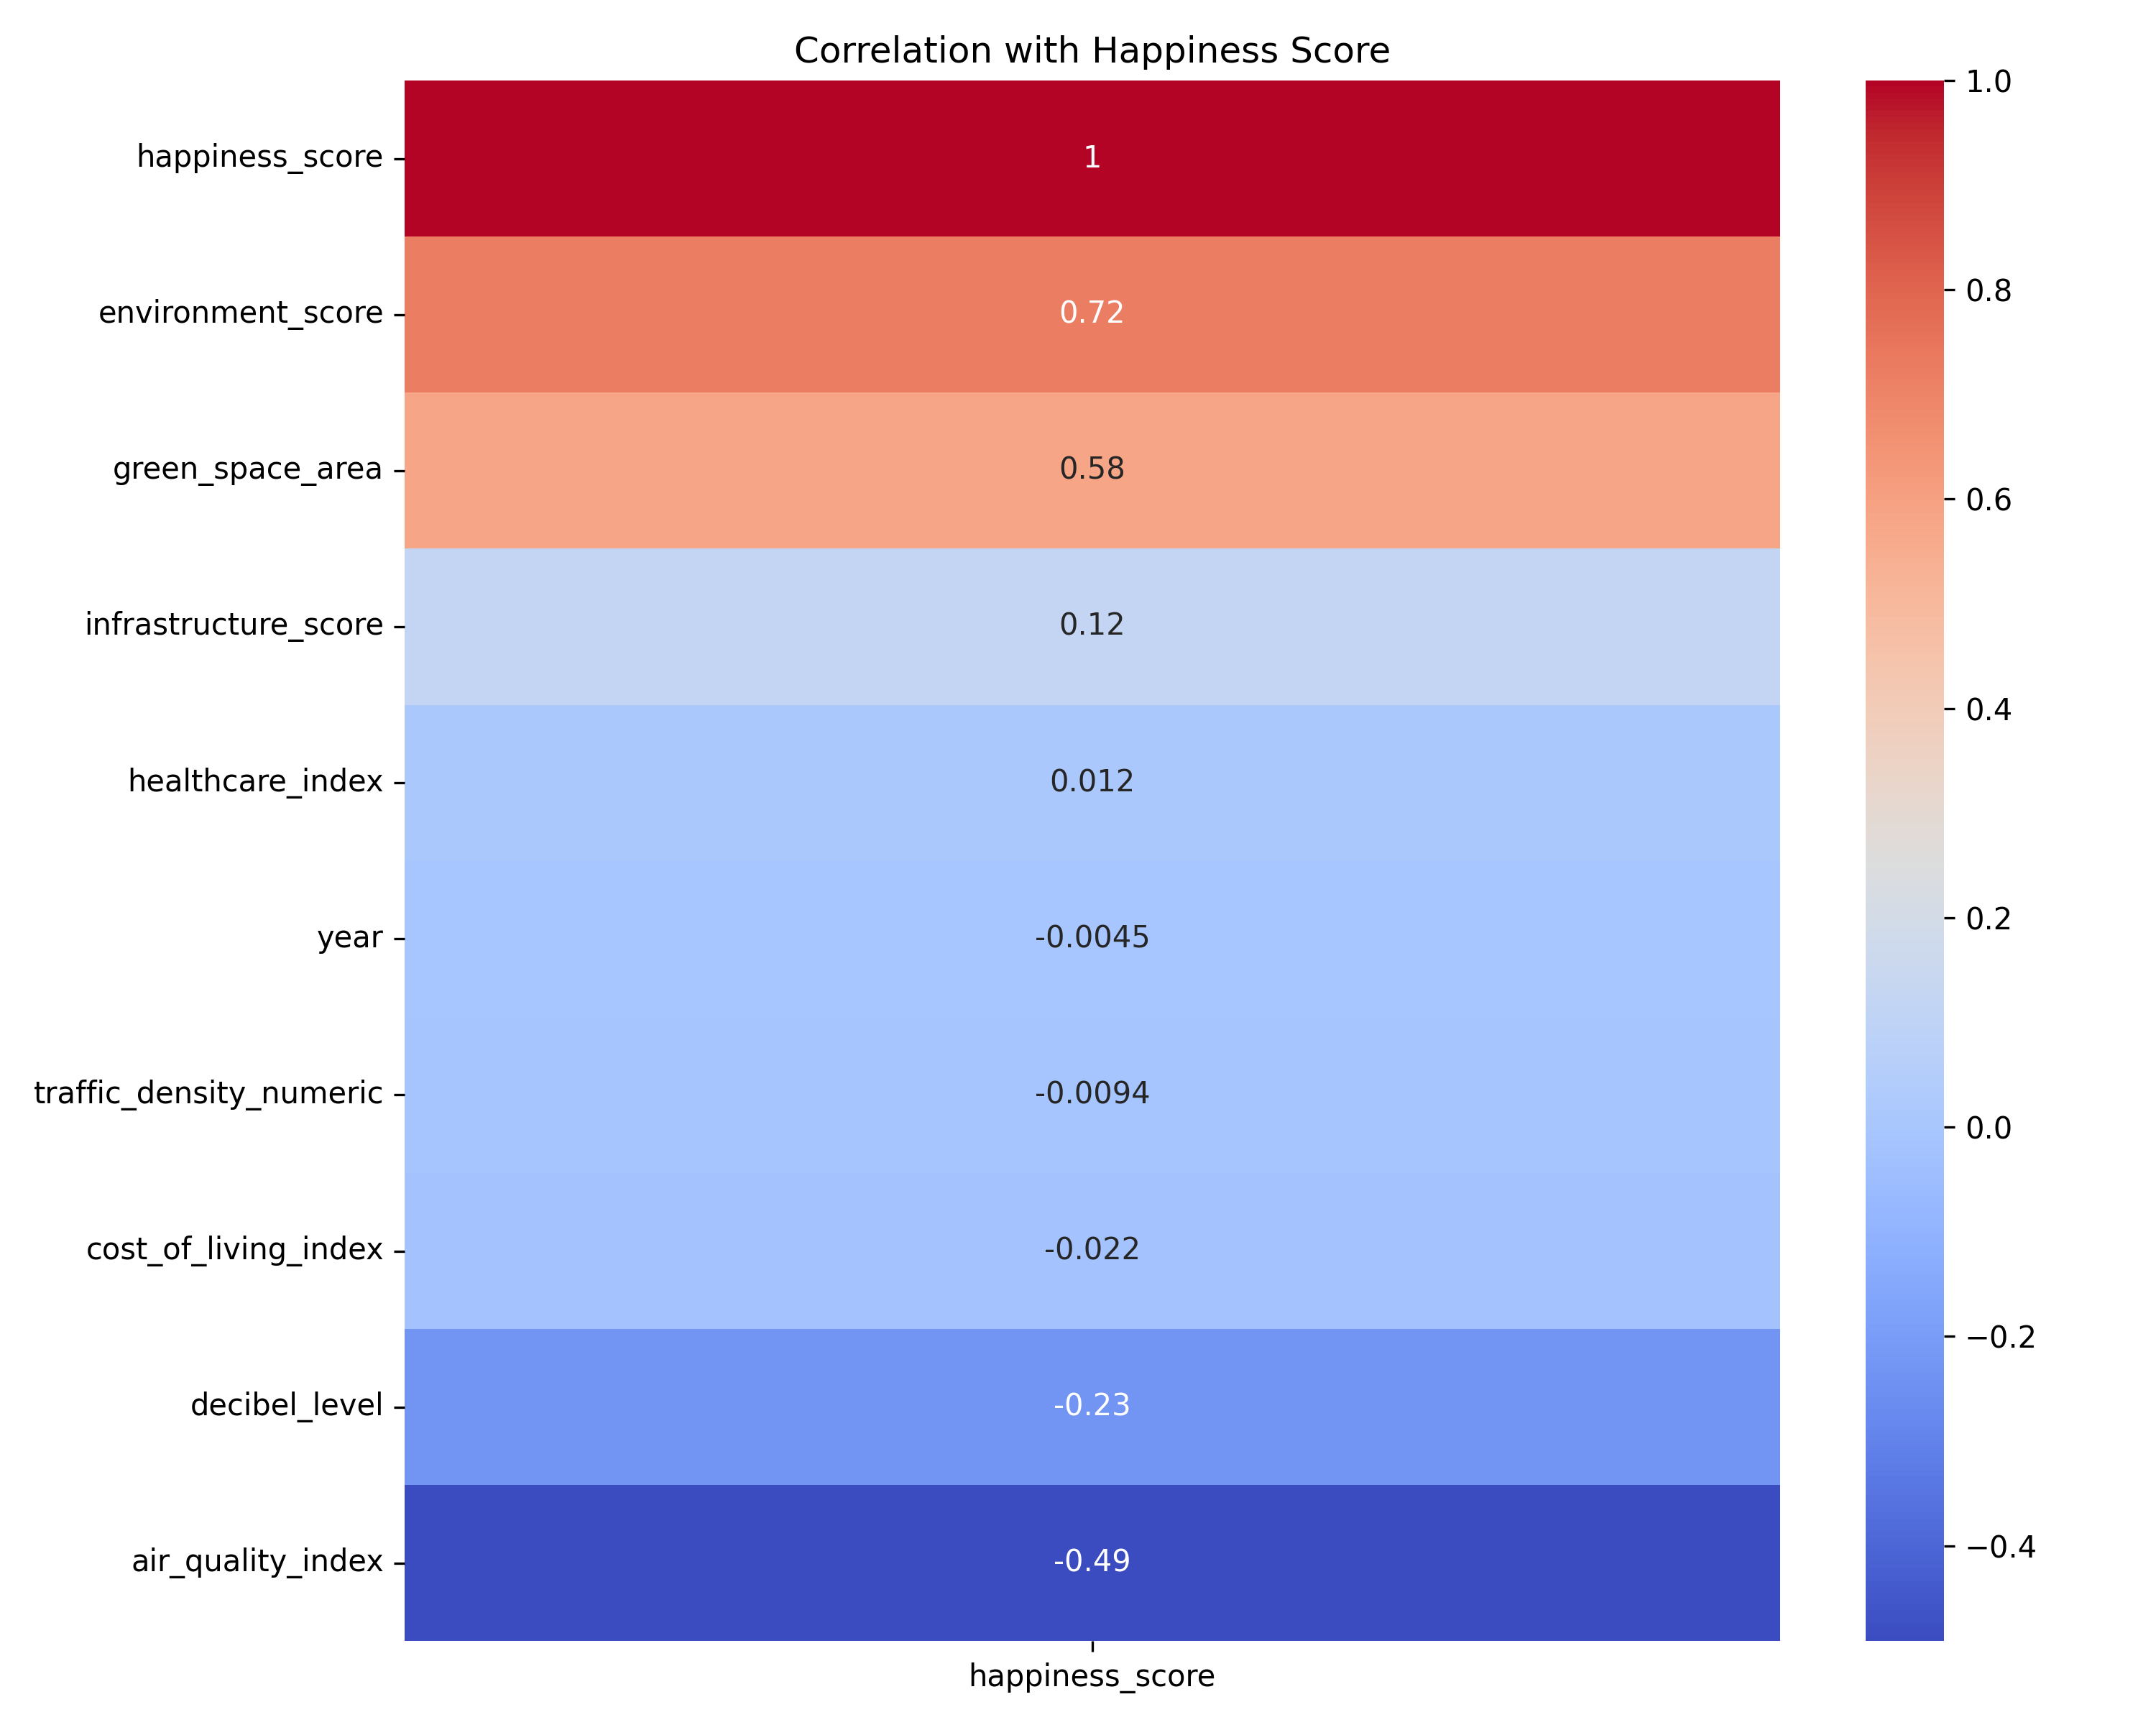 Correlation with Happiness Score
happiness_score
1
environment_score
0.72
green_space_area
0.58
infrastructure_score
0.12
healthcare_index
0.012
year
-0.0045
traffic_density_numeric
-0.0094
cost_of_living_index
-0.022
decibel_level
-0.23
air_quality_index
-0.49
happiness_score
1.0
0.8
0.6
0.4
0.2
0.0
−0.2
−0.4